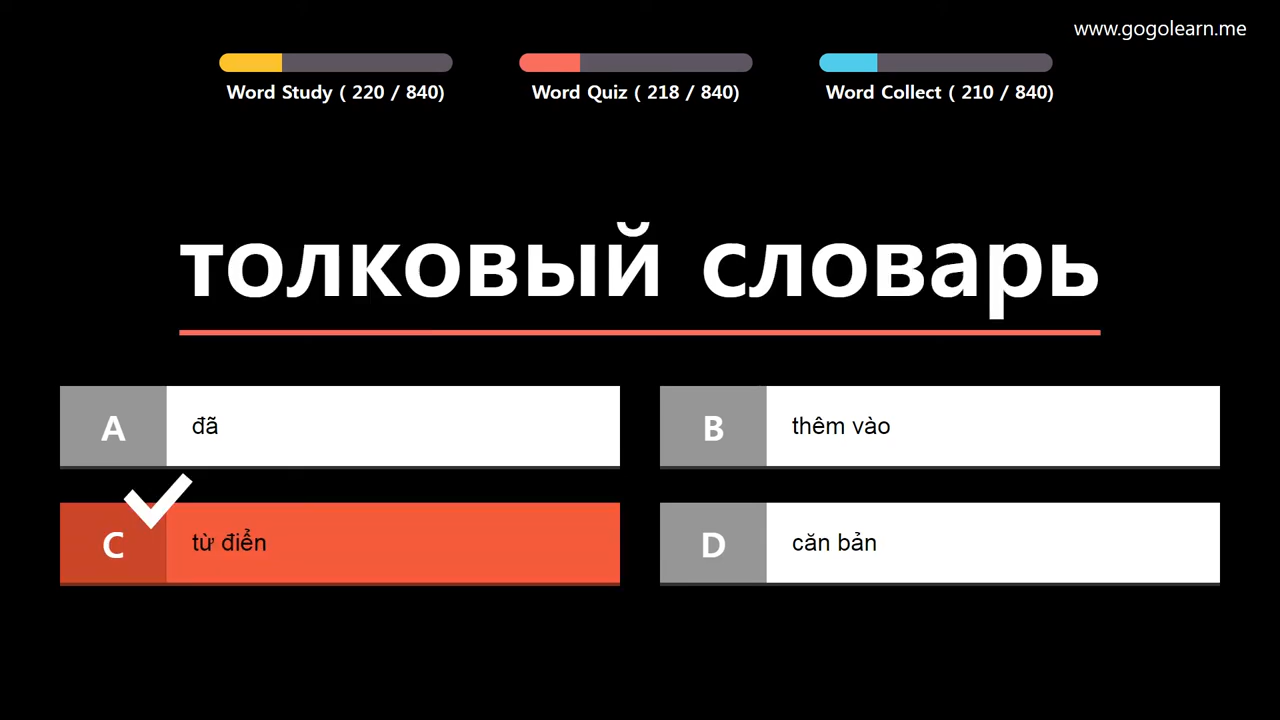 www.gogolearn.me
Word Study ( 220 / 840)
Word Quiz ( 218 / 840)
Word Collect ( 210 / 840)
толковый словарь
A đã
B thêm vào
C từ điển
D căn bản